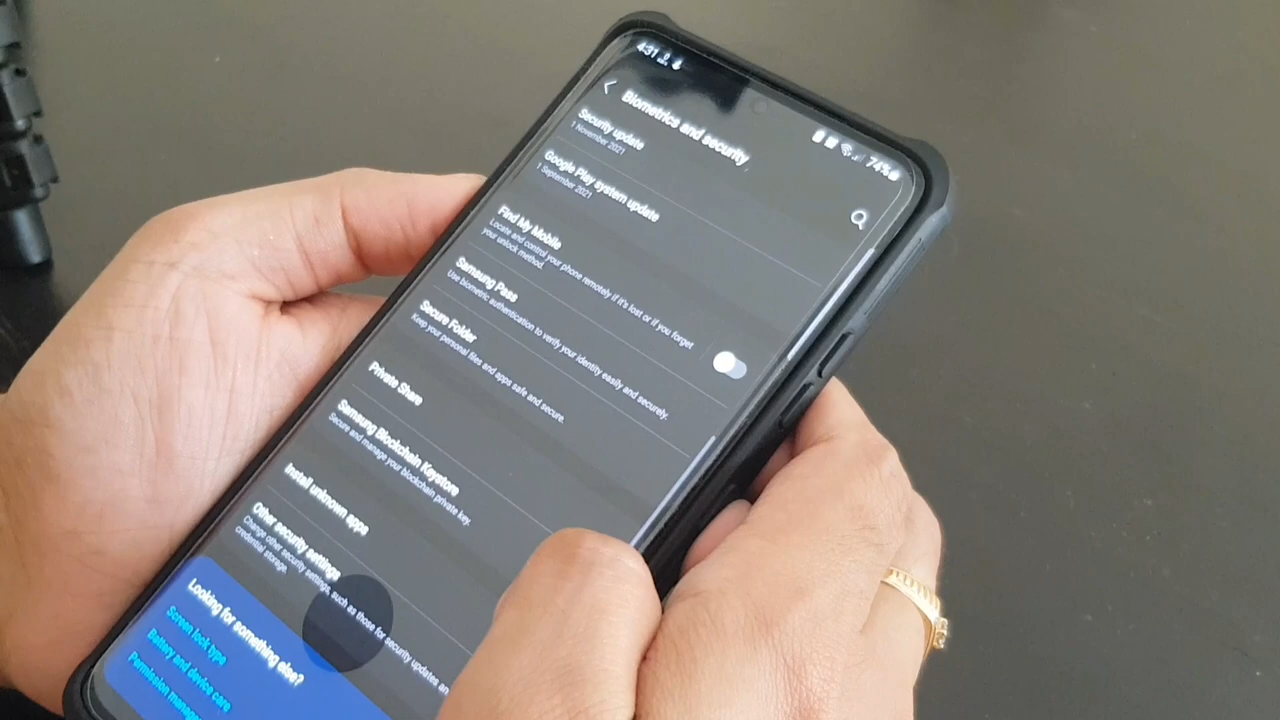 4:31
74%
Biometrics and security
Security update
1 November 2021
Google Play system update
1 September 2021
Find My Mobile
Locate and control your phone remotely if it's lost or if you forget
your unlock method.
Samsung Pass
Use biometric authentication to verify your identity easily and securely.
Secure Folder
Keep your personal files and apps safe and secure.
Private Share
Samsung Blockchain Keystore
Secure and manage your blockchain private key.
Install unknown apps
Other security settings
Change other security settings, such as those for security updates an
credential storage.
Looking for something else?
Screen lock type
Battery and device care
Permission manag